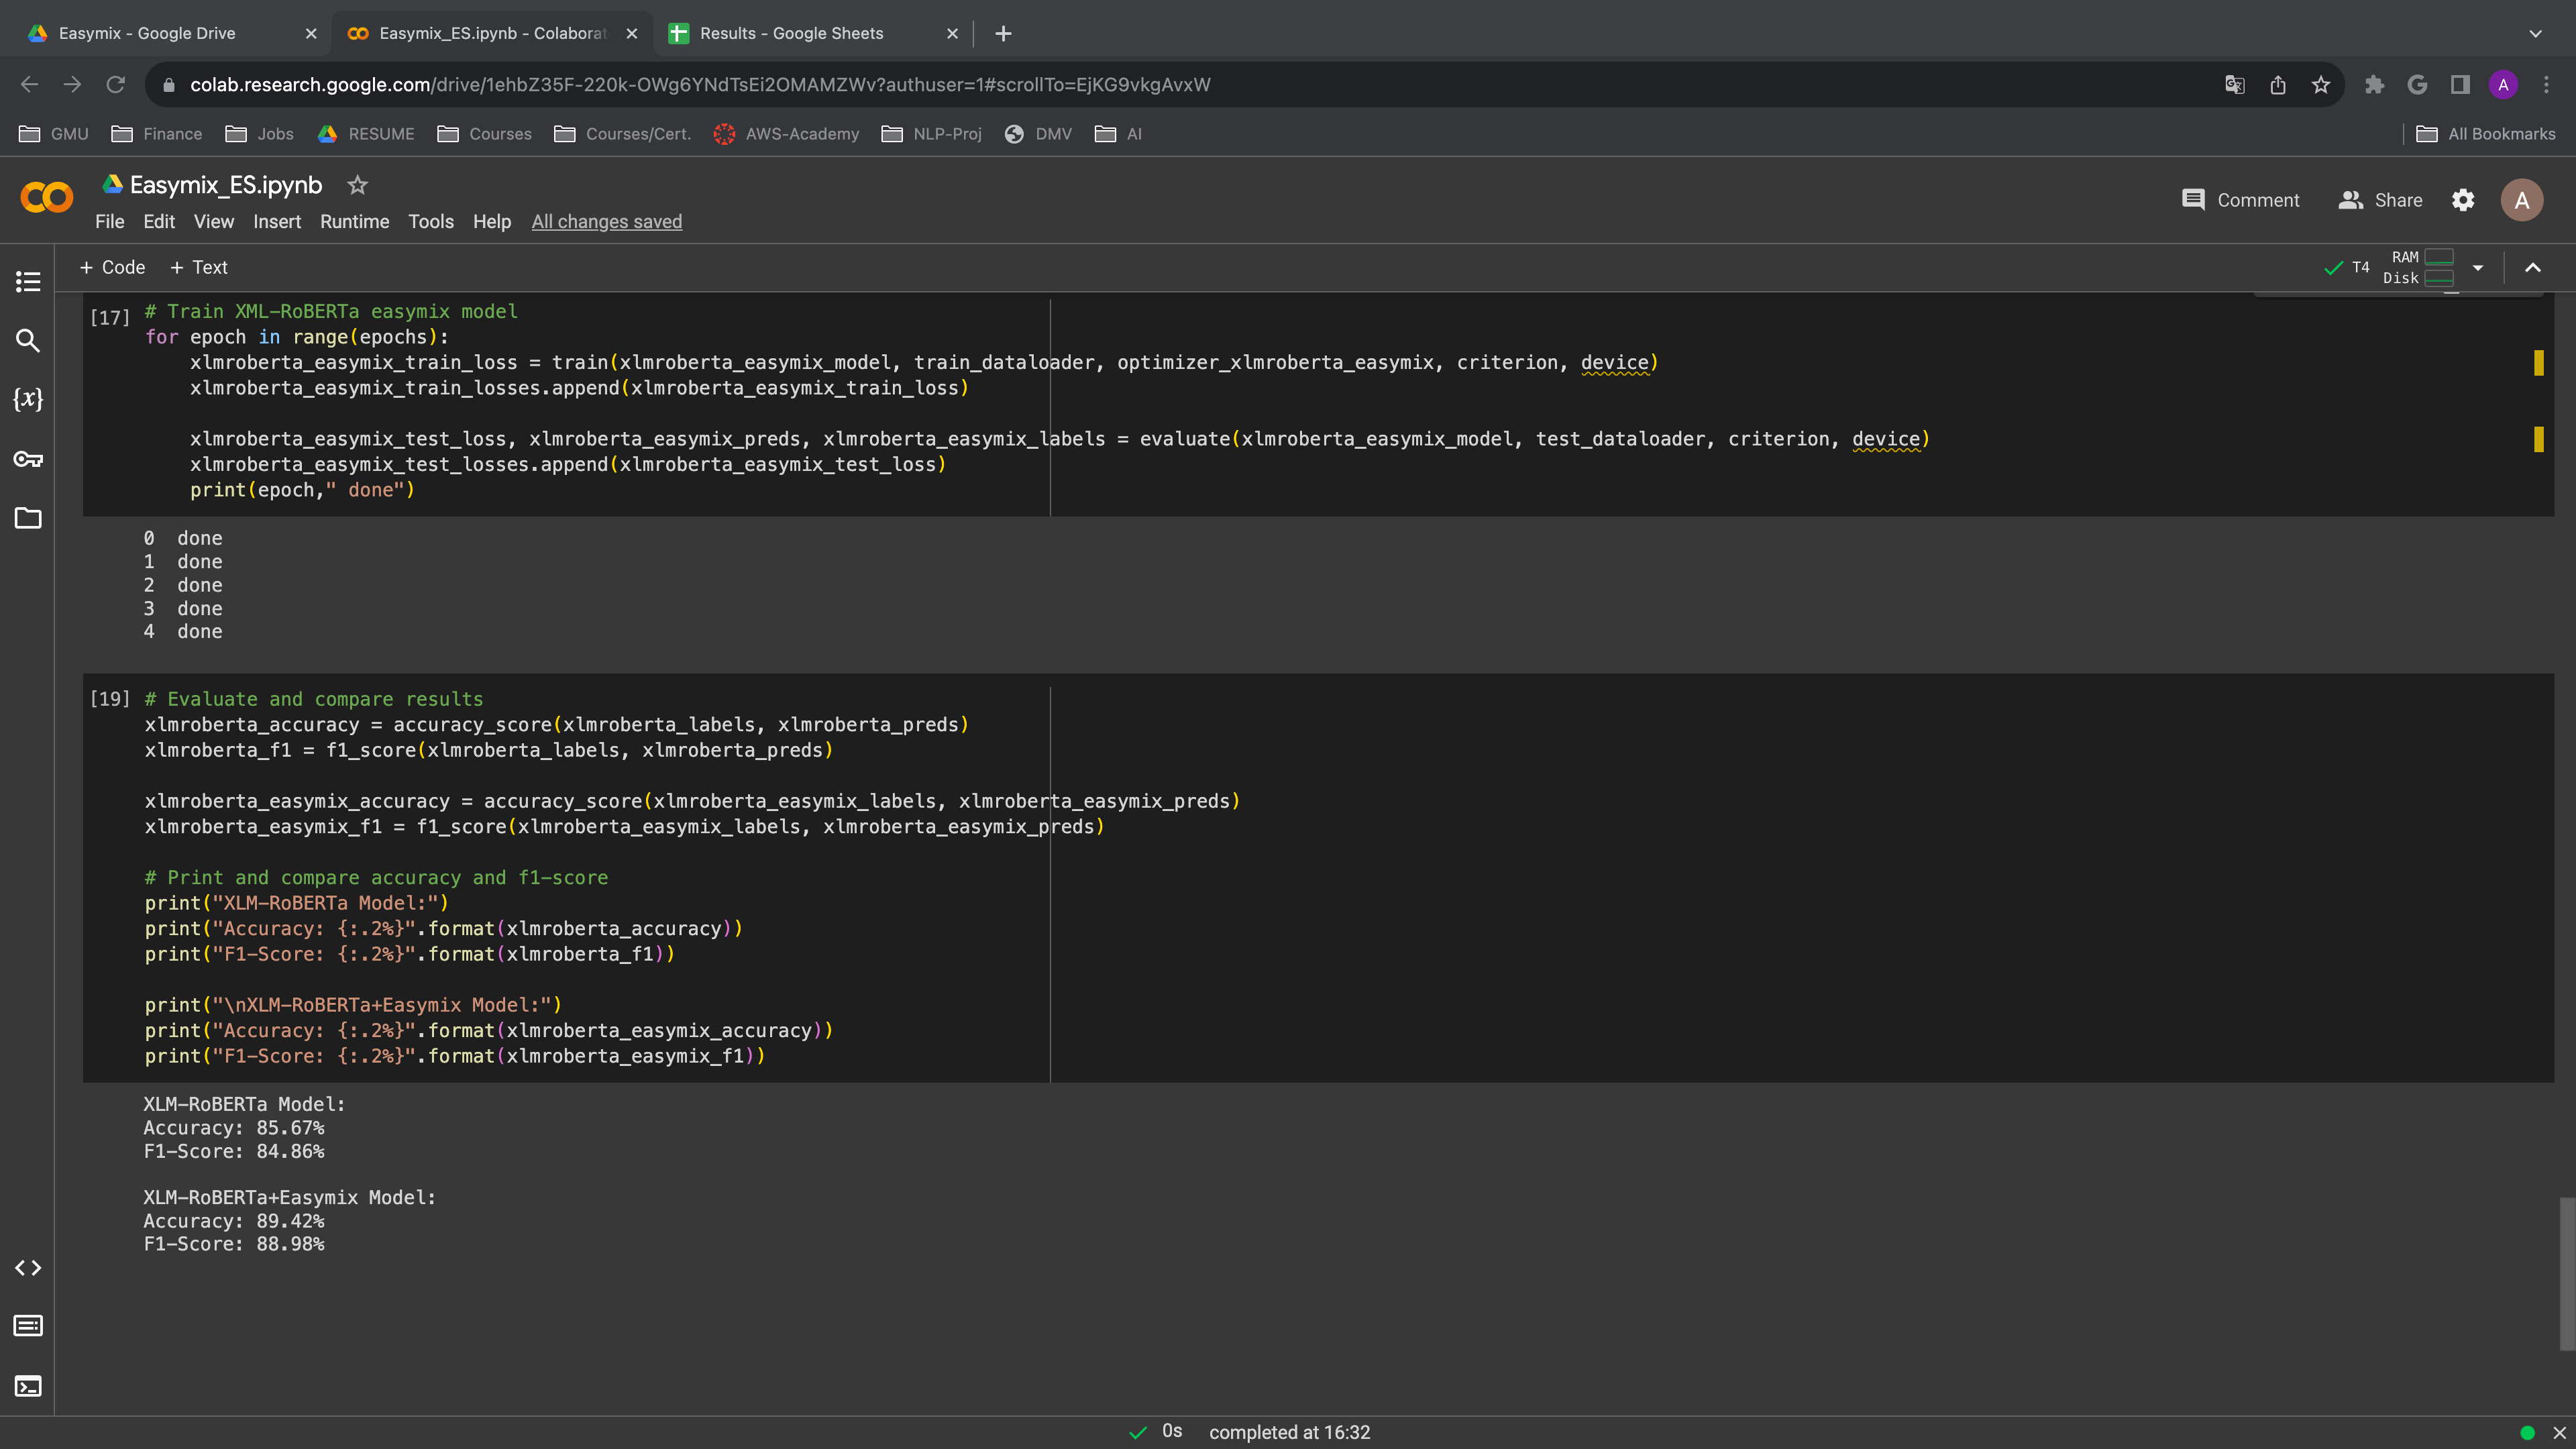 Easymix - Google Drive
Easymix_ES.ipynb - Colaborat
Results - Google Sheets
colab.research.google.com/drive/1ehbZ35F-220k-OWg6YNdTsEi2OMAMZWv?authuser=1#scrollTo=EjKG9vkgAvxW
A
GMU Finance Jobs RESUME Courses Courses/Cert. AWS-Academy NLP-Proj DMV AI All Bookmarks
Easymix_ES.ipynb
Comment Share A
File Edit View Insert Runtime Tools Help All changes saved
+ Code + Text
T4 RAM
Disk
[17] # Train XML-RoBERTa easymix model
for epoch in range(epochs):
    xlmroberta_easymix_train_loss = train(xlmroberta_easymix_model, train_dataloader, optimizer_xlmroberta_easymix, criterion, device)
    xlmroberta_easymix_train_losses.append(xlmroberta_easymix_train_loss)
    xlmroberta_easymix_test_loss, xlmroberta_easymix_preds, xlmroberta_easymix_labels = evaluate(xlmroberta_easymix_model, test_dataloader, criterion, device)
    xlmroberta_easymix_test_losses.append(xlmroberta_easymix_test_loss)
    print(epoch," done")
0  done
1  done
2  done
3  done
4  done
[19] # Evaluate and compare results
xlmroberta_accuracy = accuracy_score(xlmroberta_labels, xlmroberta_preds)
xlmroberta_f1 = f1_score(xlmroberta_labels, xlmroberta_preds)
xlmroberta_easymix_accuracy = accuracy_score(xlmroberta_easymix_labels, xlmroberta_easymix_preds)
xlmroberta_easymix_f1 = f1_score(xlmroberta_easymix_labels, xlmroberta_easymix_preds)
# Print and compare accuracy and f1-score
print("XLM-RoBERTa Model:")
print("Accuracy: {:.2%}".format(xlmroberta_accuracy))
print("F1-Score: {:.2%}".format(xlmroberta_f1))
print("\nXLM-RoBERTa+Easymix Model:")
print("Accuracy: {:.2%}".format(xlmroberta_easymix_accuracy))
print("F1-Score: {:.2%}".format(xlmroberta_easymix_f1))
XLM-RoBERTa Model:
Accuracy: 85.67%
F1-Score: 84.86%
XLM-RoBERTa+Easymix Model:
Accuracy: 89.42%
F1-Score: 88.98%
{x}
0s completed at 16:32